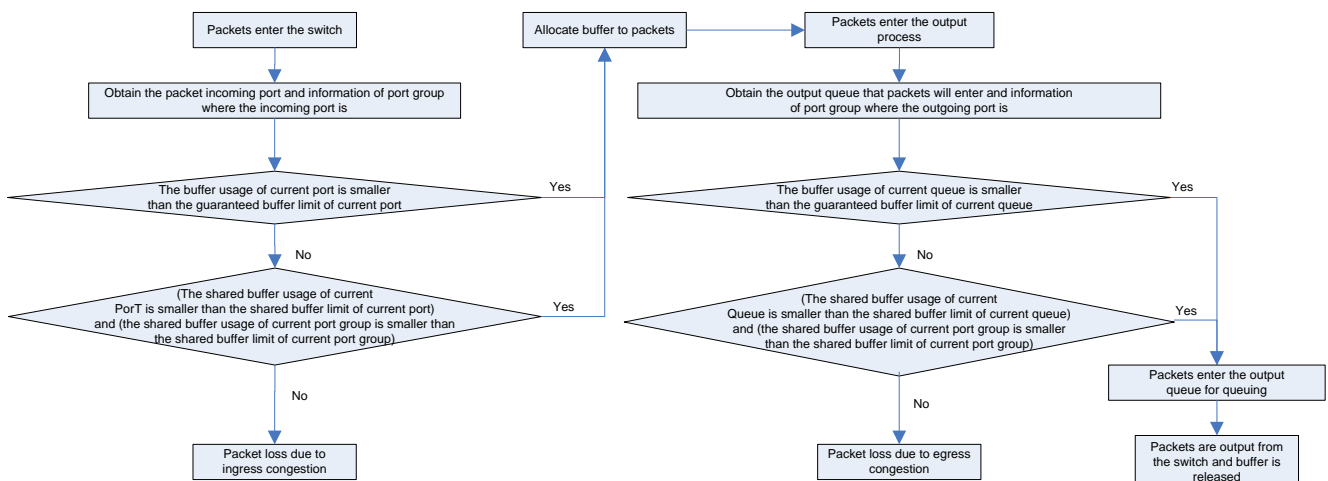 Packets enter the switch
Obtain the packet incoming port and information of port group
where the incoming port is
The buffer usage of current port is smaller
than the guaranteed buffer limit of current port
Yes
No
(The shared buffer usage of current
PorT is smaller than the shared buffer limit of current port)
and (the shared buffer usage of current port group is smaller than
the shared buffer limit of current port group)
Yes
No
Packet loss due to
ingress congestion
Allocate buffer to packets
Packets enter the output
process
Obtain the output queue that packets will enter and information
of port group where the outgoing port is
The buffer usage of current queue is smaller
than the guaranteed buffer limit of current queue
Yes
No
(The shared buffer usage of current
Queue is smaller than the shared buffer limit of current queue)
and (the shared buffer usage of current port group is smaller
than the shared buffer limit of current port group)
Yes
No
Packet loss due to egress
congestion
Packets enter the output
queue for queuing
Packets are output from
the switch and buffer is
released